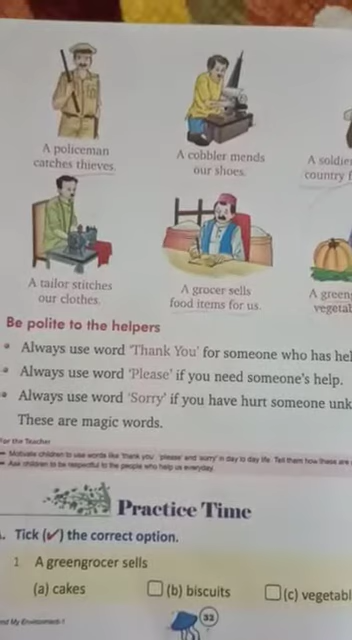 A policeman
catches thieves.
A cobbler mends
our shoes.
A soldier
country
A tailor stitches
our clothes.
A grocer sells
food items for us.
A green
vegetab
Be polite to the helpers
• Always use word 'Thank You' for someone who has hel
• Always use word 'Please' if you need someone's help.
• Always use word 'Sorry' if you have hurt someone unk
These are magic words.
For the Teacher
Motivate children to use words like 'thank you' 'please' and 'sorry' in day to day life. Tell them how these are
Ask children to be respectful to the people who help us everyday.
Practice Time
. Tick (✓) the correct option.
1 A greengrocer sells
(a) cakes (b) biscuits (c) vegetabl
nd My Environment-1
33